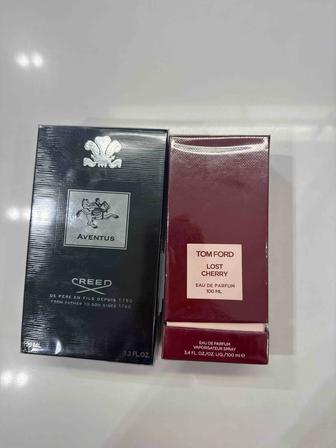 AVENTUS
CREED
DE PERE EN FILS DEPUIS 1760
FROM FATHER TO SON SINCE 1760
3.3 FL.OZ.
TOM FORD
LOST
CHERRY
EAU DE PARFUM
100 ML
EAU DE PARFUM
VAPORISATEUR SPRAY
3.4 FL.OZ./OZ. LIQ./100 ml ℮